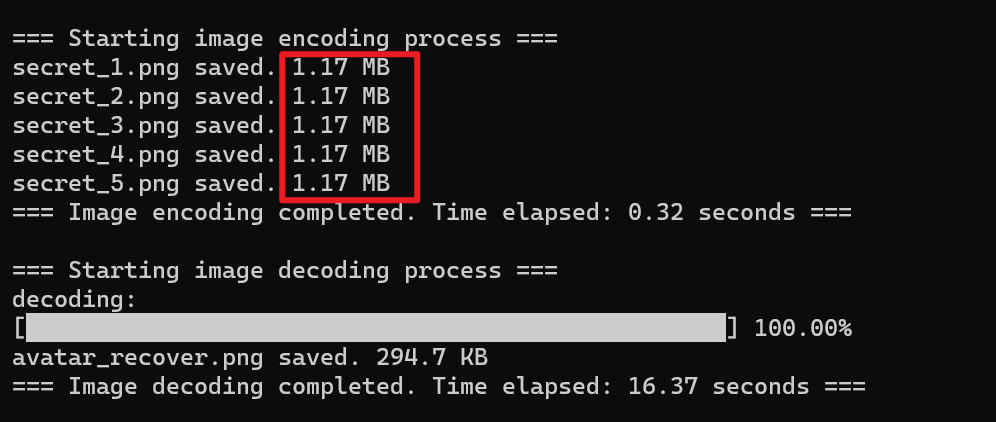 === Starting image encoding process ===
secret_1.png saved. 1.17 MB
secret_2.png saved. 1.17 MB
secret_3.png saved. 1.17 MB
secret_4.png saved. 1.17 MB
secret_5.png saved. 1.17 MB
=== Image encoding completed. Time elapsed: 0.32 seconds ===
=== Starting image decoding process ===
decoding:
[] 100.00%
avatar_recover.png saved. 294.7 KB
=== Image decoding completed. Time elapsed: 16.37 seconds ===